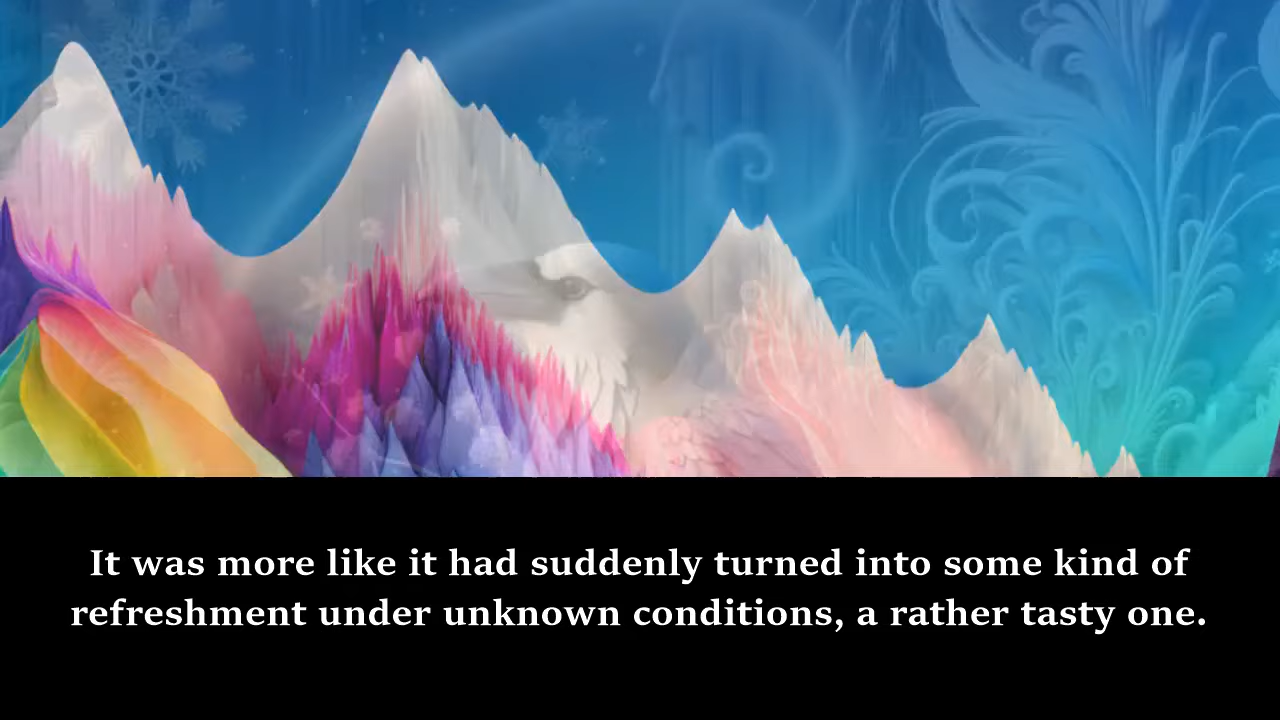 It was more like it had suddenly turned into some kind of
refreshment under unknown conditions, a rather tasty one.